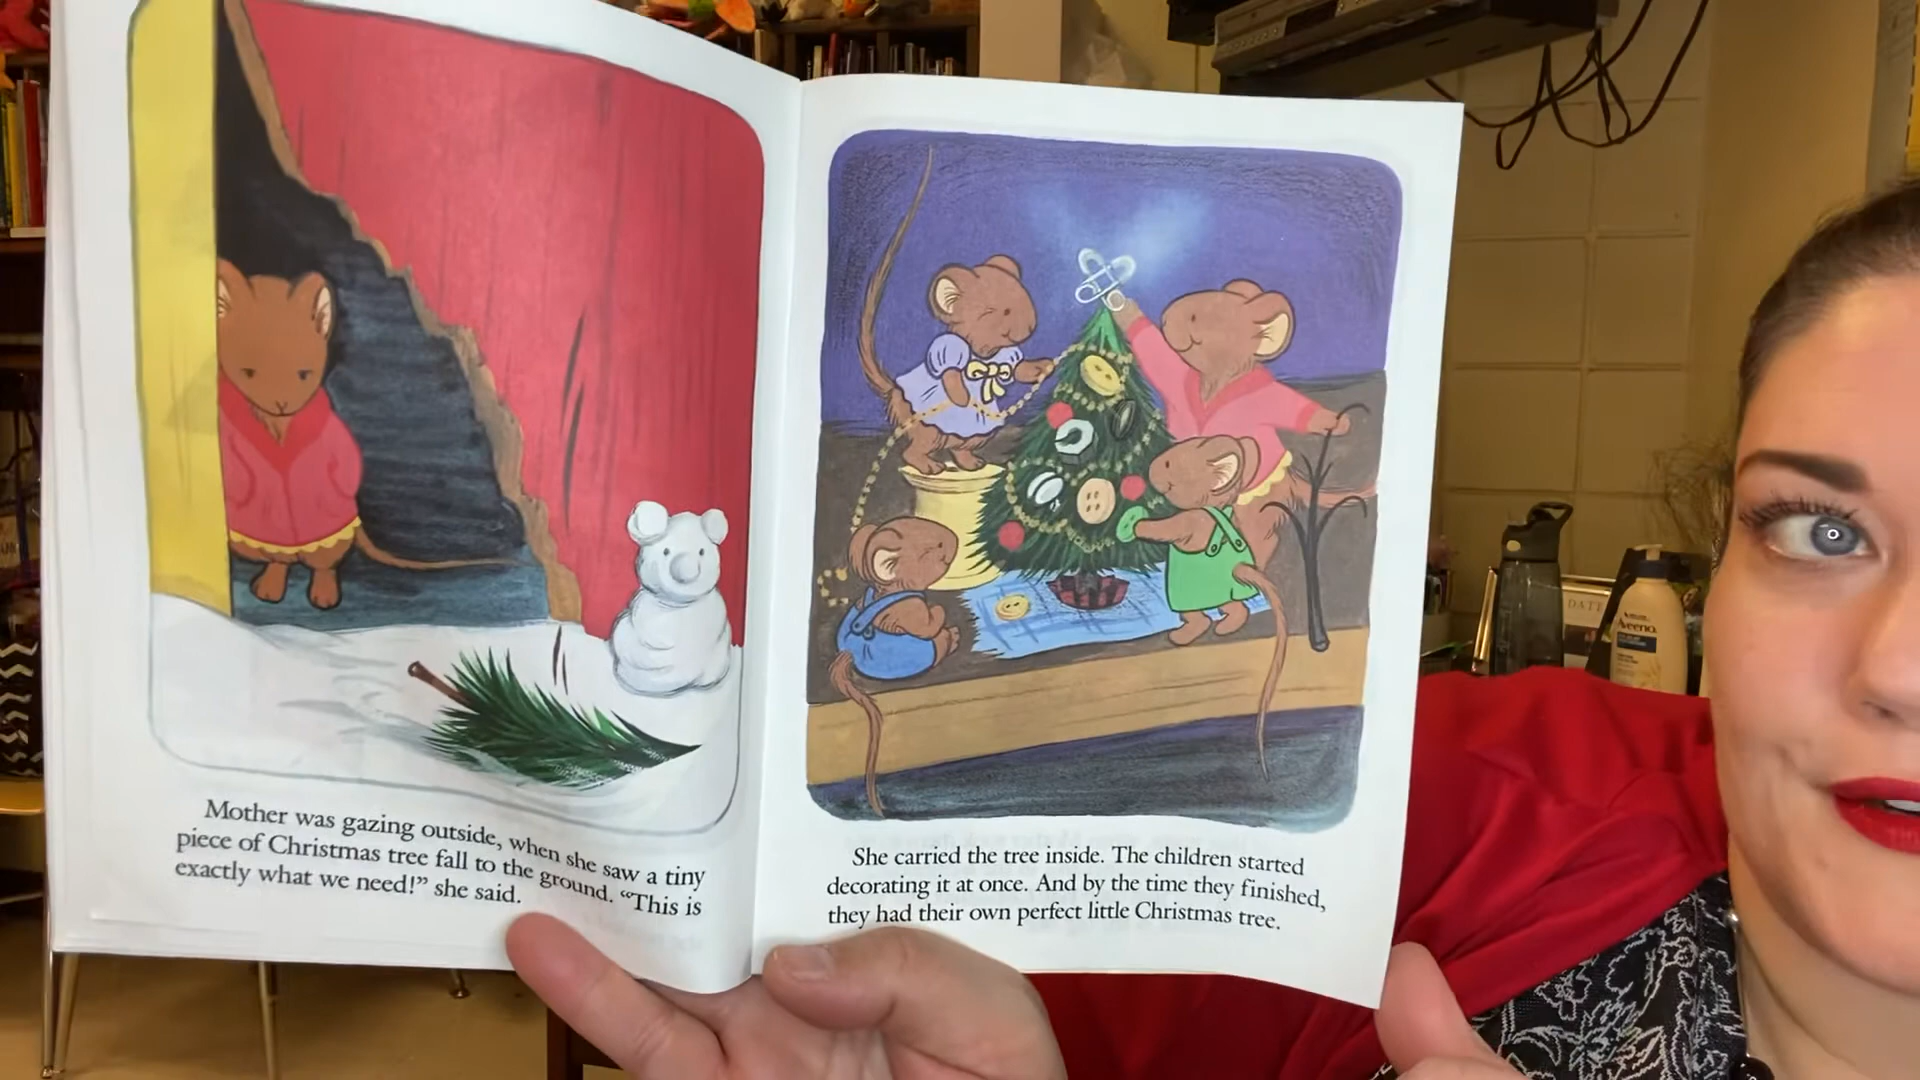 Mother was gazing outside, when she saw a tiny
piece of Christmas tree fall to the ground. “This is
exactly what we need!” she said.
She carried the tree inside. The children started
decorating it at once. And by the time they finished,
they had their own perfect little Christmas tree.
DATE
Aveeno